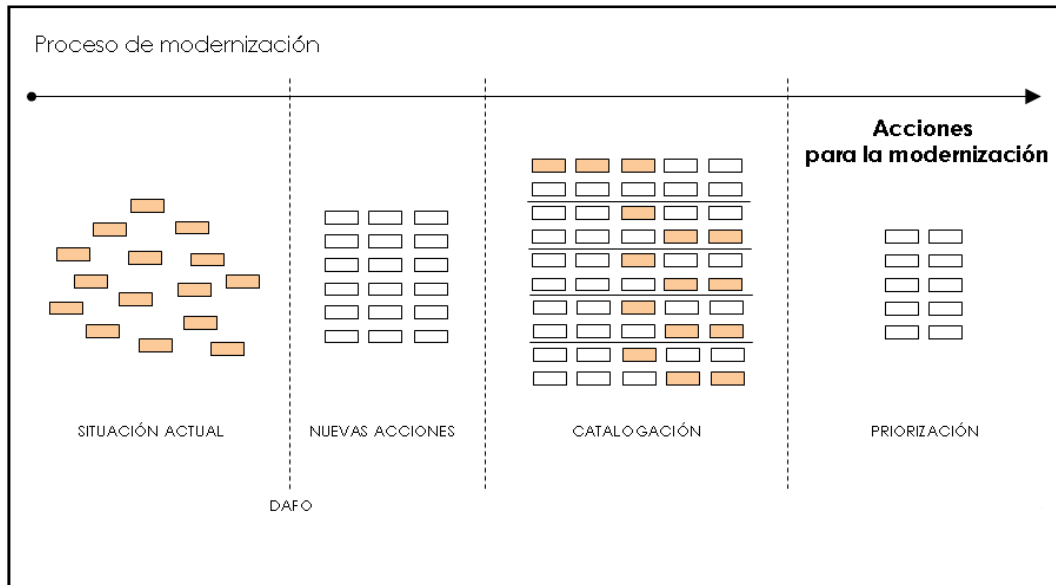 Proceso de modernización
Acciones
para la modernización
SITUACIÓN ACTUAL
NUEVAS ACCIONES
CATALOGACIÓN
PRIORIZACIÓN
DAFO